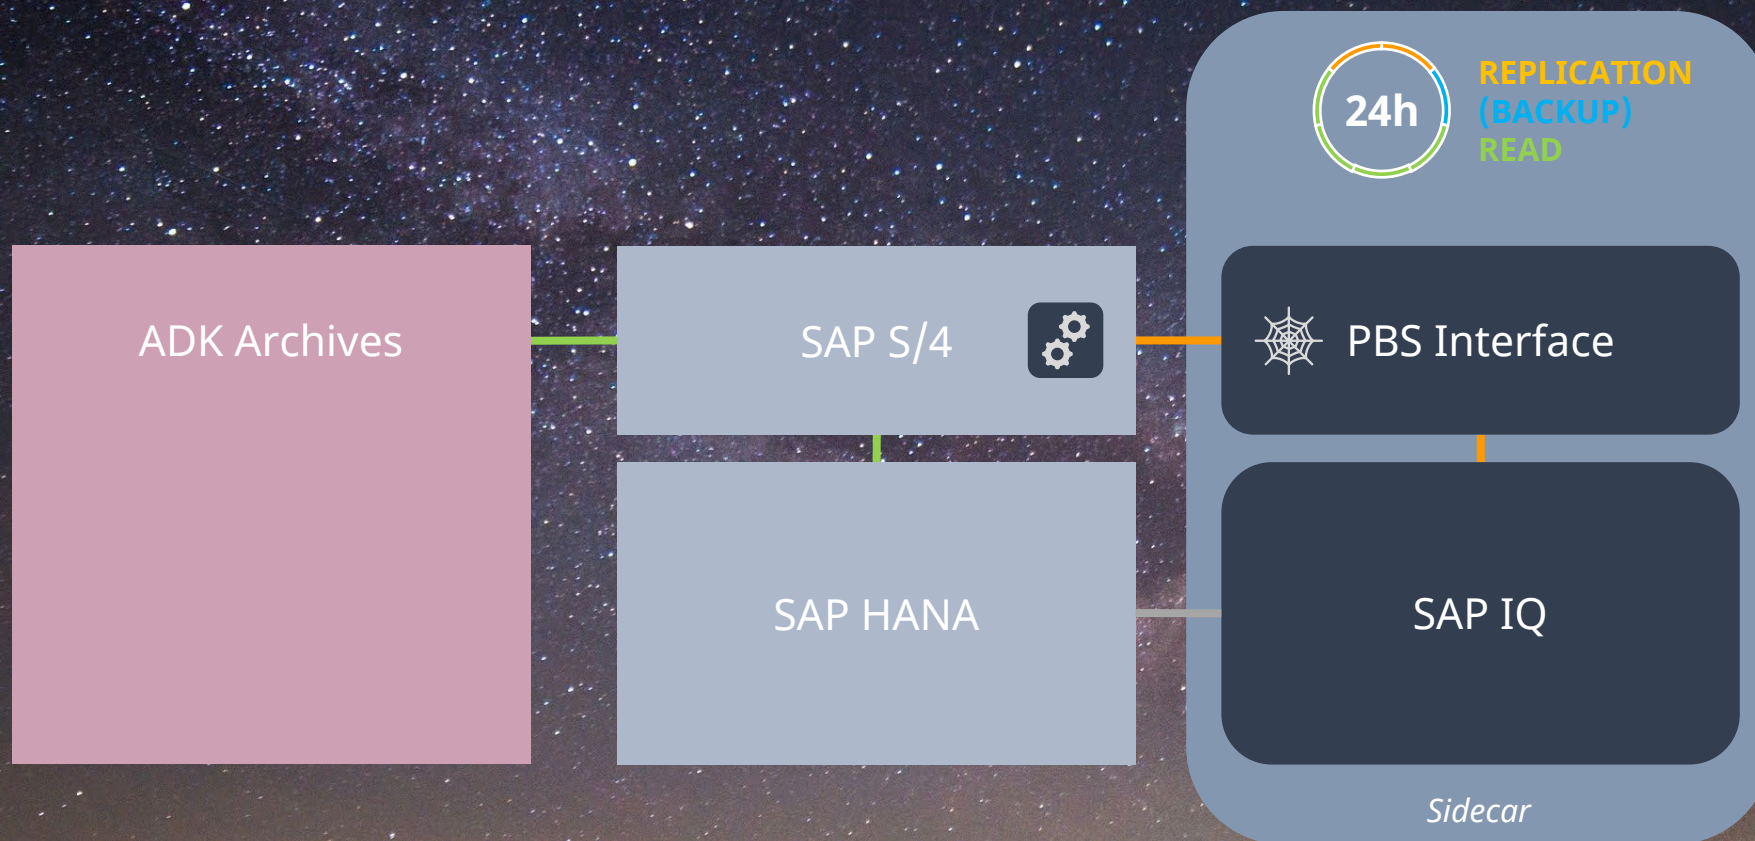 24h
REPLICATION
(BACKUP)
READ
ADK Archives
SAP S/4
PBS Interface
SAP HANA
SAP IQ
Sidecar